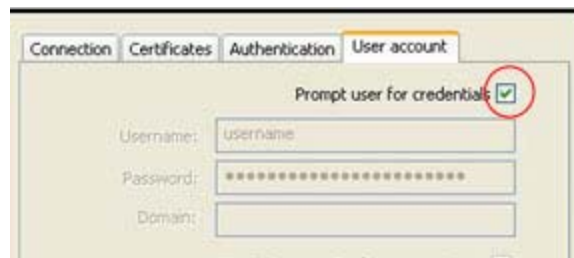 Connection Certificates Authentication User account
Prompt user for credentials
Username: username
Password: ***********************
Domain: